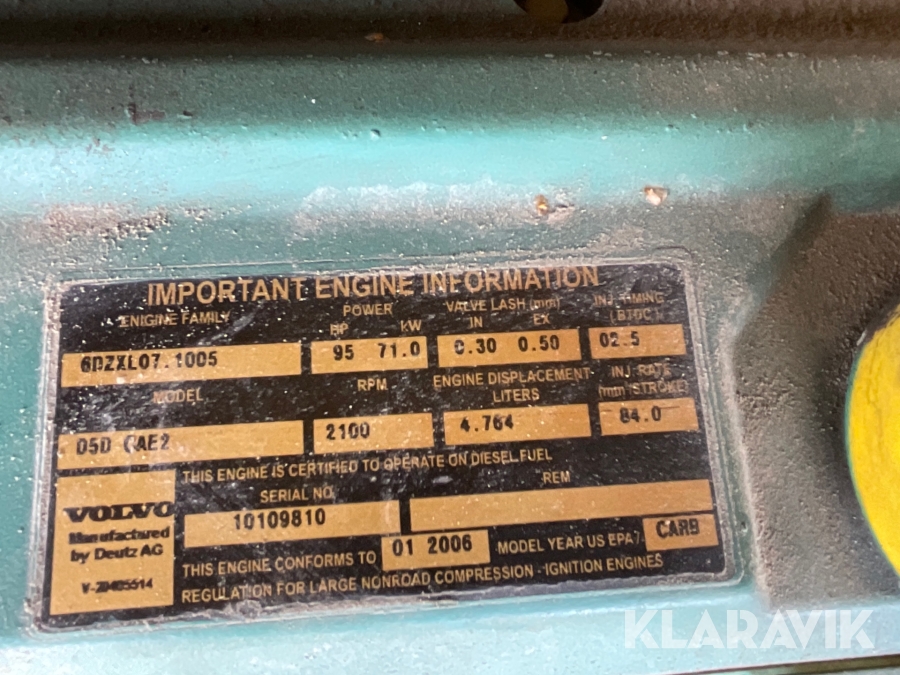 KLARAVIK
IMPORTANT ENGINE INFORMATION
ENIGINE FAMILY
POWER
HP KW
VALVE LASH (mm)
IN EX
INJ. TIMING
(BTDC)
6DZXL07.1005
95 71.0
0.30 0.50
02.5
MODEL
RPM
ENGINE DISPLACEMENT
LITERS
INJ. RATE
(mm³/STROKE)
D5D
2100
4.764
84.0
THIS ENGINE IS CERTIFIED TO OPERATE ON DIESEL FUEL
SERIAL NO.
REM
VOLVO
Manufactured
by Deutz AG
10109810
THIS ENGINE CONFORMS TO 01 2006 MODEL YEAR US EPA / CARB
REGULATION FOR LARGE NONROAD COMPRESSION - IGNITION ENGINES
KLARAVIK